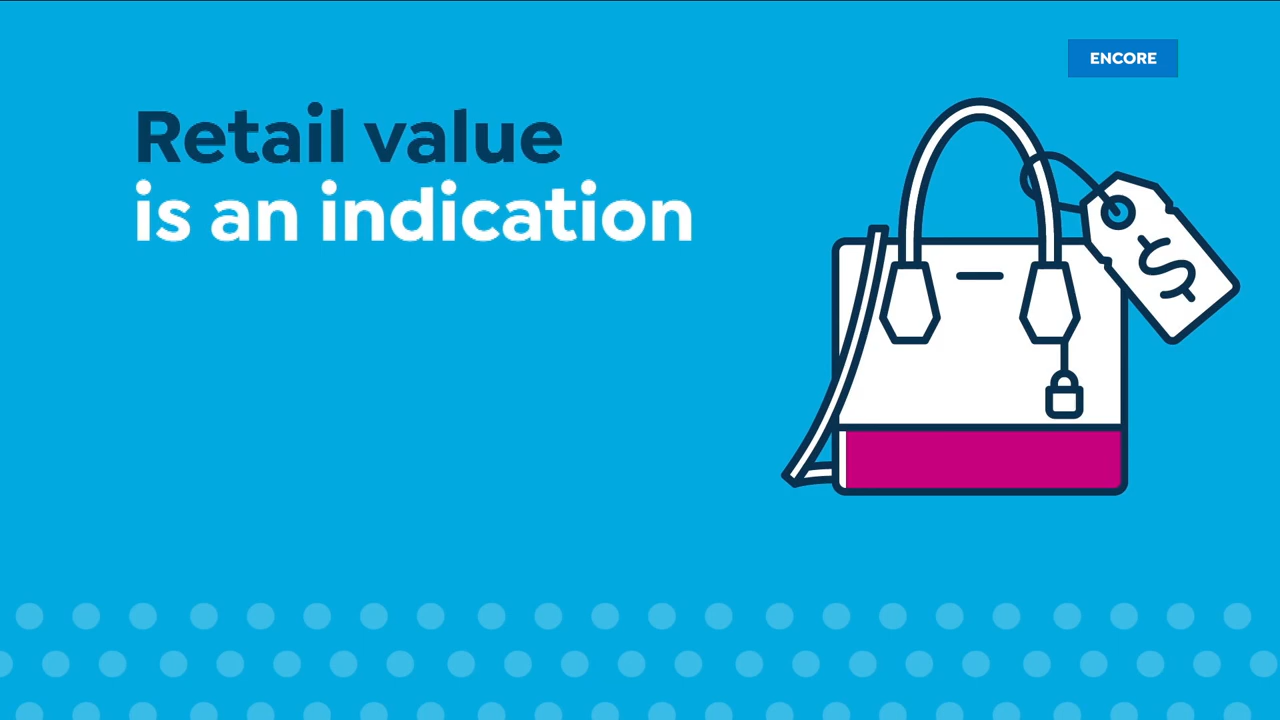 ENCORE
Retail value
is an indication
$